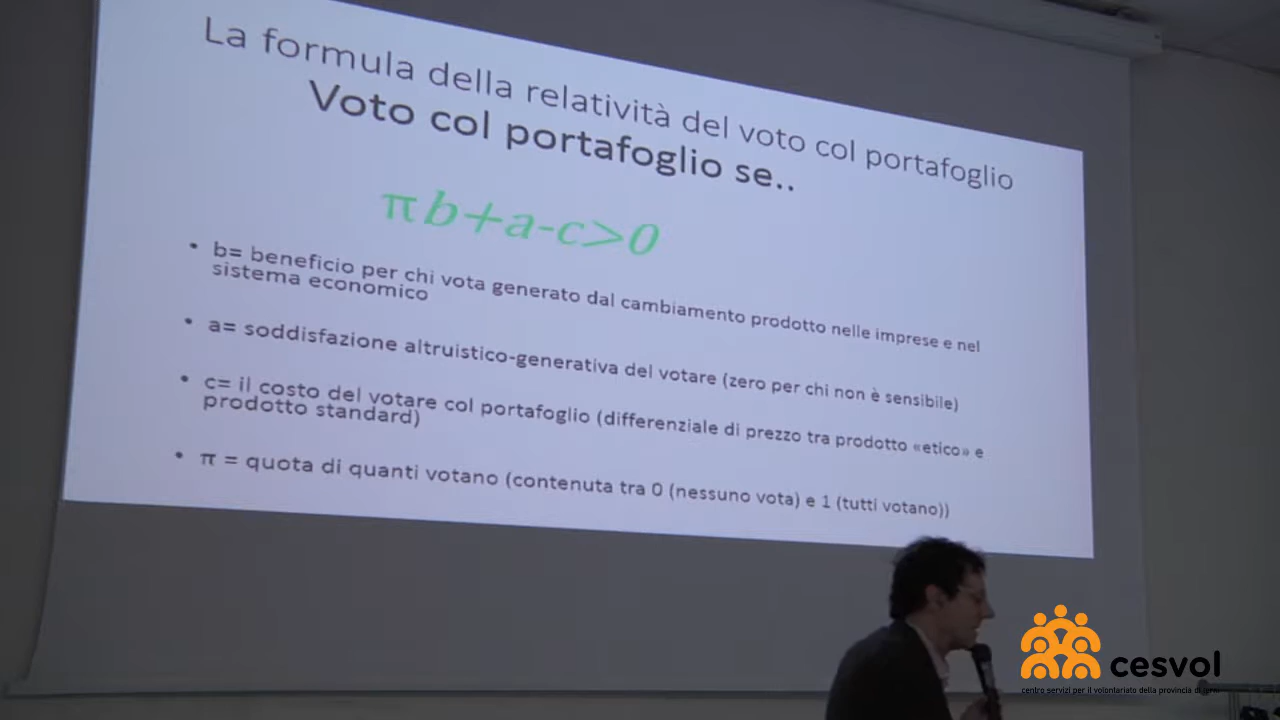 La formula della relatività del voto col portafoglio
Voto col portafoglio se..
πb+a-c>0
• b= beneficio per chi vota generato dal cambiamento prodotto nelle imprese e nel
sistema economico
• a= soddisfazione altruistico-generativa del votare (zero per chi non è sensibile)
• c= il costo del votare col portafoglio (differenziale di prezzo tra prodotto «etico» e
prodotto standard)
• π = quota di quanti votano (contenuta tra 0 (nessuno vota) e 1 (tutti votano))
cesvol
centro servizi per il volontariato della provincia di